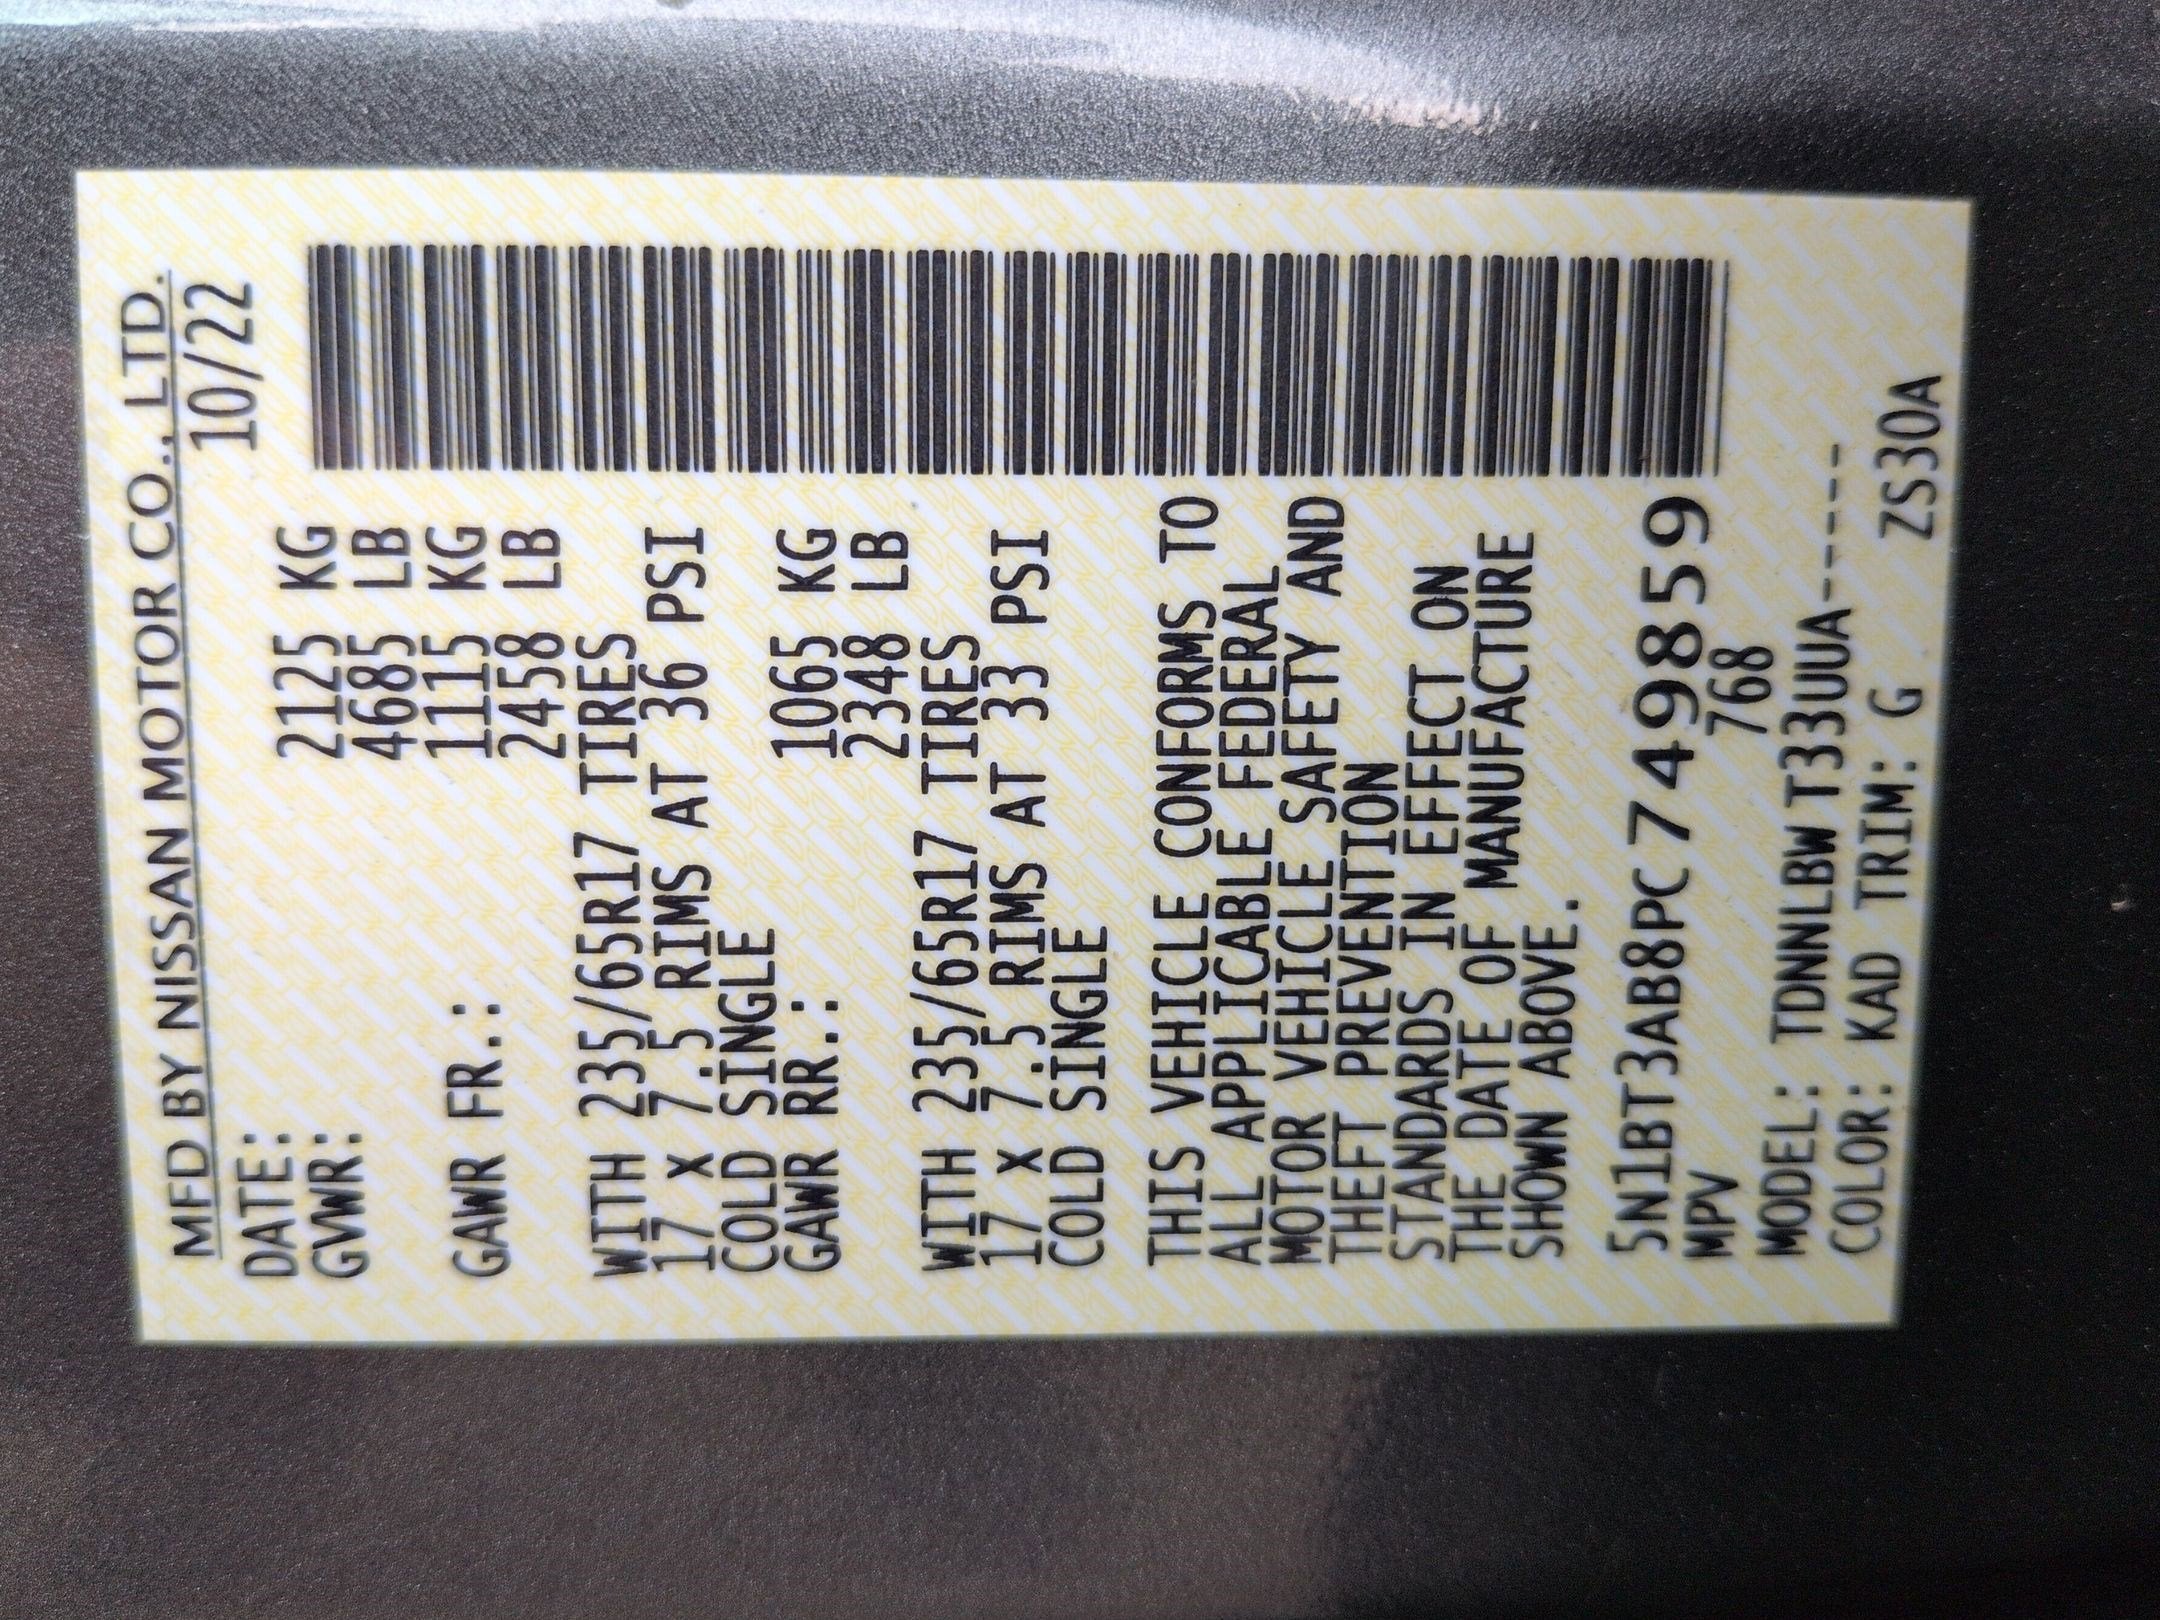 MFD BY NISSAN MOTOR CO., LTD.
DATE: 10/22
GVWR: 2125 KG
4685 LB
GAWR FR.: 1115 KG
2458 LB
WITH 235/65R17 TIRES
17 x 7.5 RIMS AT 36 PSI
COLD SINGLE
GAWR RR.: 1065 KG
2348 LB
WITH 235/65R17 TIRES
17 x 7.5 RIMS AT 33 PSI
COLD SINGLE
THIS VEHICLE CONFORMS TO
ALL APPLICABLE FEDERAL
MOTOR VEHICLE SAFETY AND
THEFT PREVENTION
STANDARDS IN EFFECT ON
THE DATE OF MANUFACTURE
SHOWN ABOVE.
5N1BT3AB8PC749859
MPV 768
MODEL: TDNNLBW T33UUA-----
COLOR: KAD TRIM: G ZS30A